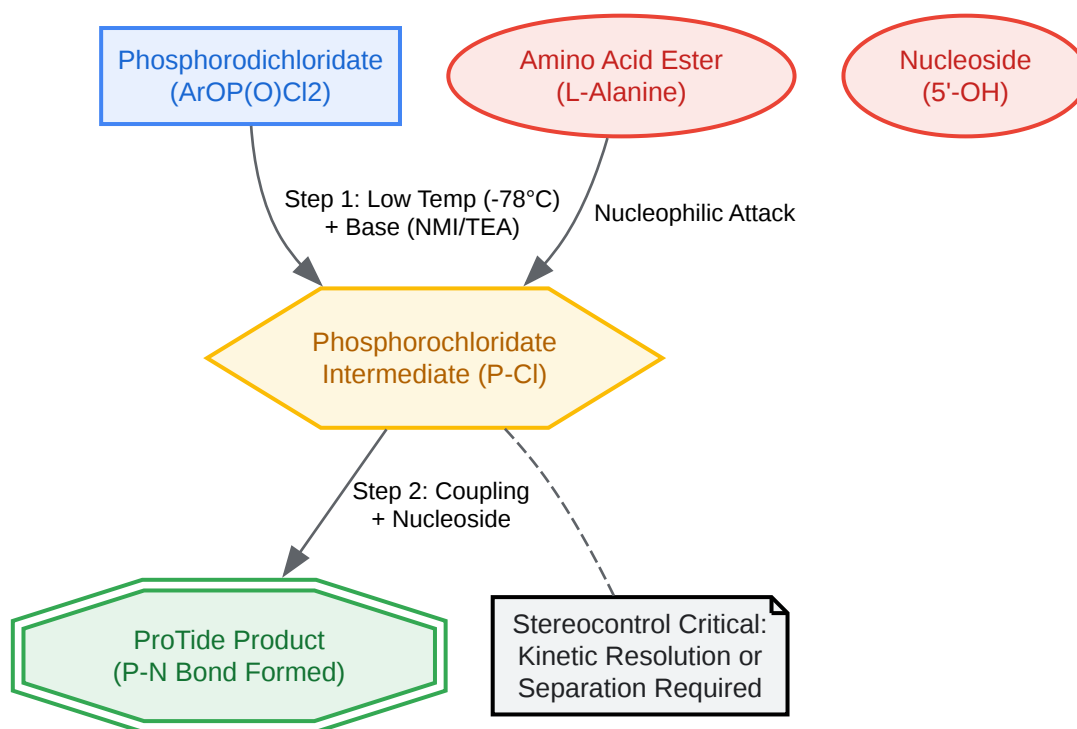 Phosphorodichloridate
(ArOP(O)Cl2)
Amino Acid Ester
(L-Alanine)
Nucleoside
(5'-OH)
Step 1: Low Temp (-78°C)
+ Base (NMI/TEA)
Nucleophilic Attack
Phosphorochloridate
Intermediate (P-Cl)
Step 2: Coupling
+ Nucleoside
ProTide Product
(P-N Bond Formed)
Stereocontrol Critical:
Kinetic Resolution or
Separation Required